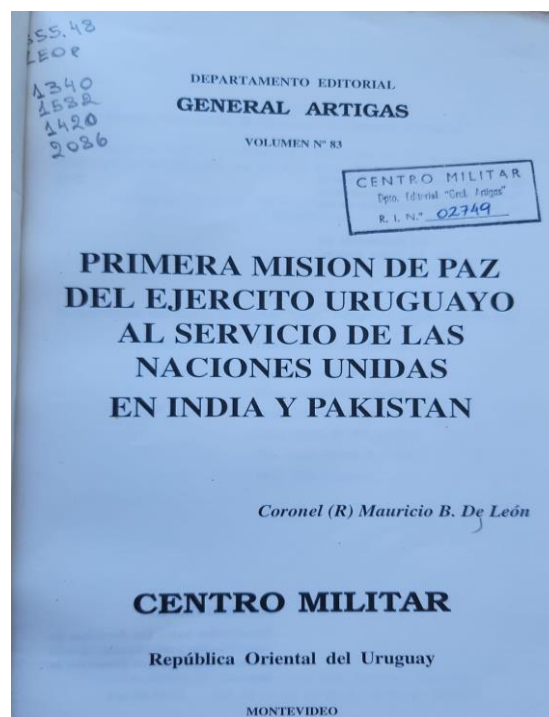 355.48
LEOp
1340
1582
1420
2086
DEPARTAMENTO EDITORIAL
GENERAL ARTIGAS
VOLUMEN Nº 83
CENTRO MILITAR
Dpto. Editorial "Gral. Artigas"
R. I. N.º 02749
PRIMERA MISION DE PAZ
DEL EJERCITO URUGUAYO
AL SERVICIO DE LAS
NACIONES UNIDAS
EN INDIA Y PAKISTAN
Coronel (R) Mauricio B. De León
CENTRO MILITAR
República Oriental del Uruguay
MONTEVIDEO